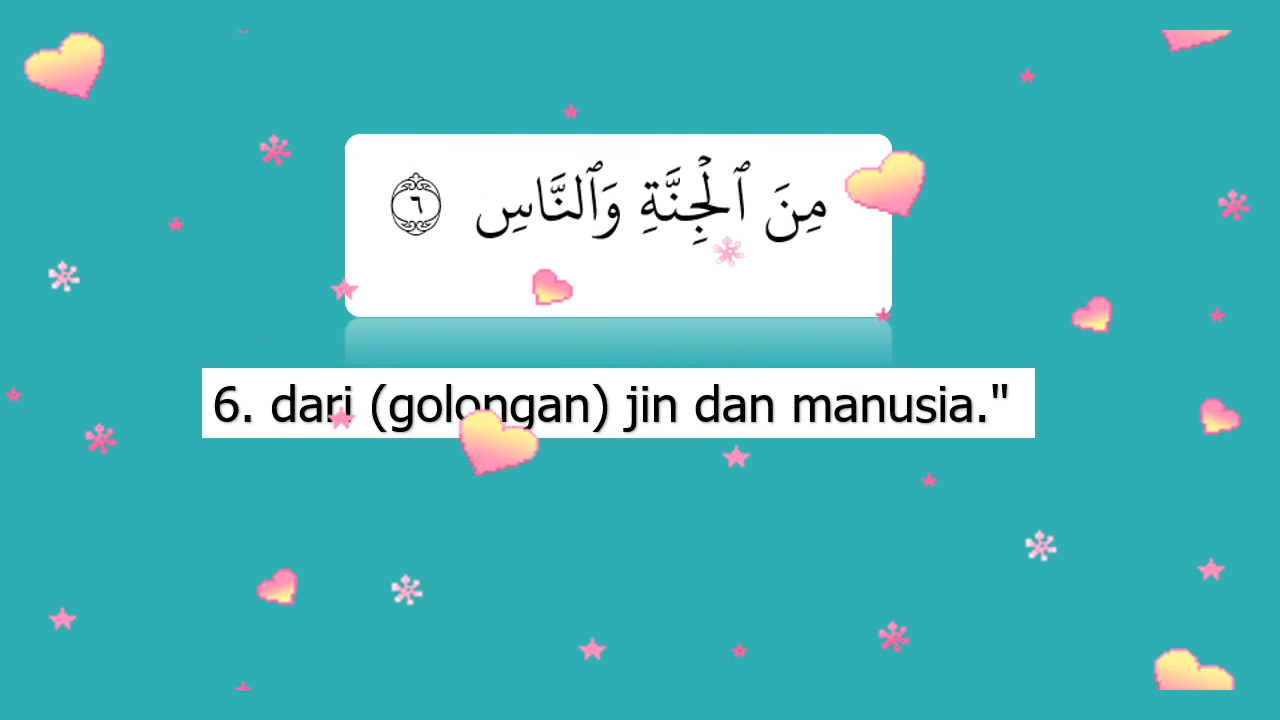 مِنَ ٱلْجِنَّةِ وَٱلنَّاسِ ٦
6. dari (golongan) jin dan manusia."